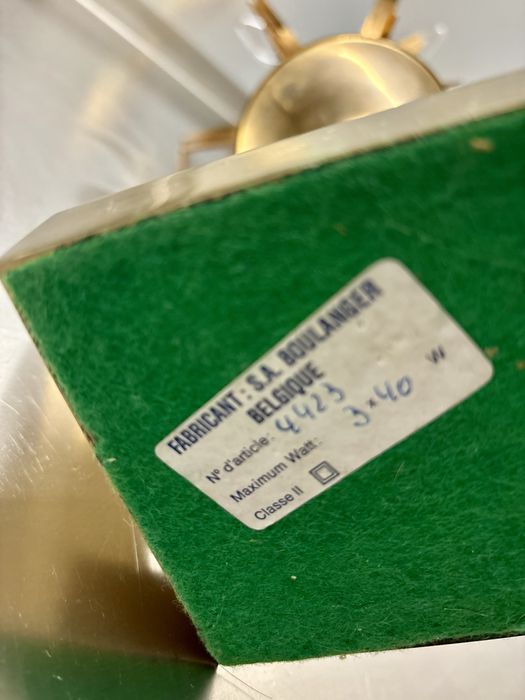 FABRICANT: S.A. BOULANGER
BELGIQUE
N° d'article: 4423
Maximum Watt: 3 x 40 W
Classe II